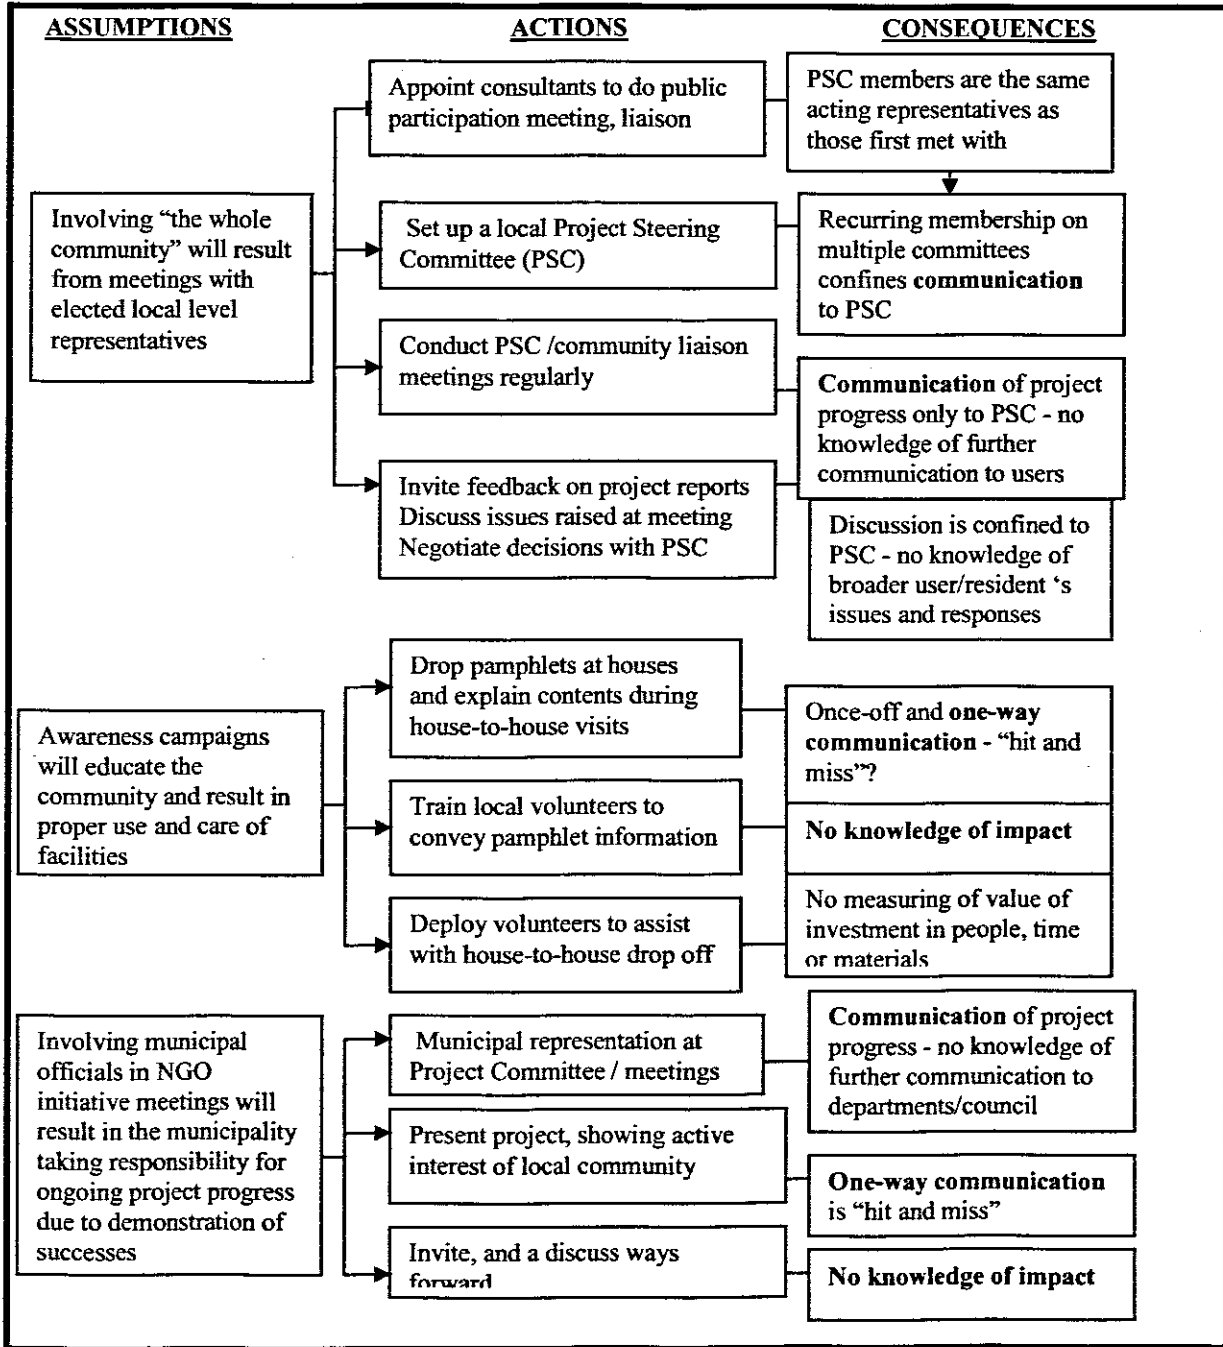 ASSUMPTIONS
ACTIONS
CONSEQUENCES
Appoint consultants to do public
participation meeting, liaison
PSC members are the same
acting representatives as
those first met with
Involving “the whole
community” will result
from meetings with
elected local level
representatives
Set up a local Project Steering
Committee (PSC)
Recurring membership on
multiple committees
confines communication
to PSC
Conduct PSC /community liaison
meetings regularly
Communication of project
progress only to PSC - no
knowledge of further
communication to users
Invite feedback on project reports
Discuss issues raised at meeting
Negotiate decisions with PSC
Discussion is confined to
PSC - no knowledge of
broader user/resident ‘s
issues and responses
Awareness campaigns
will educate the
community and result in
proper use and care of
facilities
Drop pamphlets at houses
and explain contents during
house-to-house visits
Once-off and one-way
communication - “hit and
miss”?
Train local volunteers to
convey pamphlet information
No knowledge of impact
Deploy volunteers to assist
with house-to-house drop off
No measuring of value of
investment in people, time
or materials
Involving municipal
officials in NGO
initiative meetings will
result in the municipality
taking responsibility for
ongoing project progress
due to demonstration of
successes
Municipal representation at
Project Committee / meetings
Communication of project
progress - no knowledge of
further communication to
departments/council
Present project, showing active
interest of local community
One-way communication
is “hit and miss”
Invite, and a discuss ways
forward
No knowledge of impact